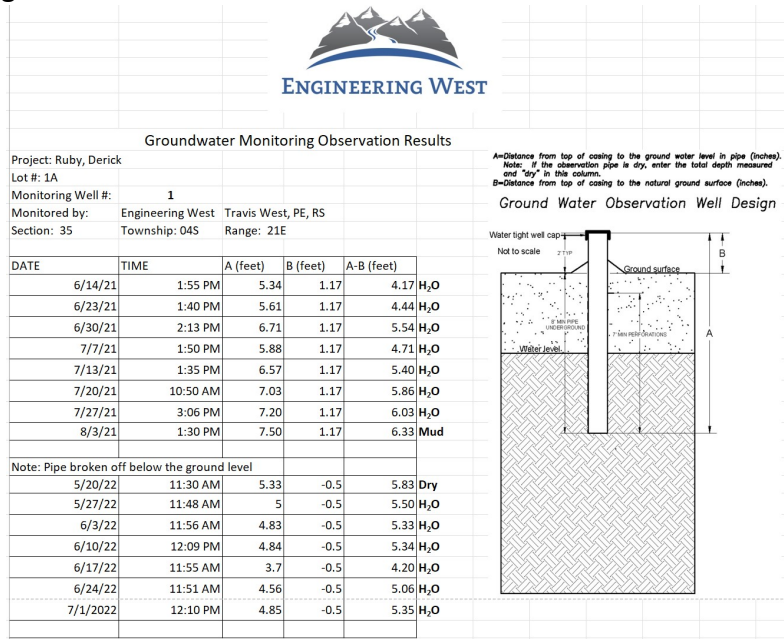 ENGINEERING WEST
Groundwater Monitoring Observation Results
Project: Ruby, Derick
Lot #: 1A
Monitoring Well #: 1
Monitored by: Engineering West Travis West, PE, RS
Section: 35 Township: 04S Range: 21E
DATE TIME A (feet) B (feet) A-B (feet)
6/14/21 1:55 PM 5.34 1.17 4.17 H₂O
6/23/21 1:40 PM 5.61 1.17 4.44 H₂O
6/30/21 2:13 PM 6.71 1.17 5.54 H₂O
7/7/21 1:50 PM 5.88 1.17 4.71 H₂O
7/13/21 1:35 PM 6.57 1.17 5.40 H₂O
7/20/21 10:50 AM 7.03 1.17 5.86 H₂O
7/27/21 3:06 PM 7.20 1.17 6.03 H₂O
8/3/21 1:30 PM 7.50 1.17 6.33 Mud
Note: Pipe broken off below the ground level
5/20/22 11:30 AM 5.33 -0.5 5.83 Dry
5/27/22 11:48 AM 5 -0.5 5.50 H₂O
6/3/22 11:56 AM 4.83 -0.5 5.33 H₂O
6/10/22 12:09 PM 4.84 -0.5 5.34 H₂O
6/17/22 11:55 AM 3.7 -0.5 4.20 H₂O
6/24/22 11:51 AM 4.56 -0.5 5.06 H₂O
7/1/2022 12:10 PM 4.85 -0.5 5.35 H₂O
A=Distance from top of casing to the ground water level in pipe (inches).
Note: If the observation pipe is dry, enter the total depth measured
and "dry" in this column.
B=Distance from top of casing to the natural ground surface (inches).
Ground Water Observation Well Design
Water tight well cap
Not to scale
2' TYP
B
Ground surface
8' MIN PIPE
UNDERGROUND
7' MIN PERFORATIONS
A
Water level